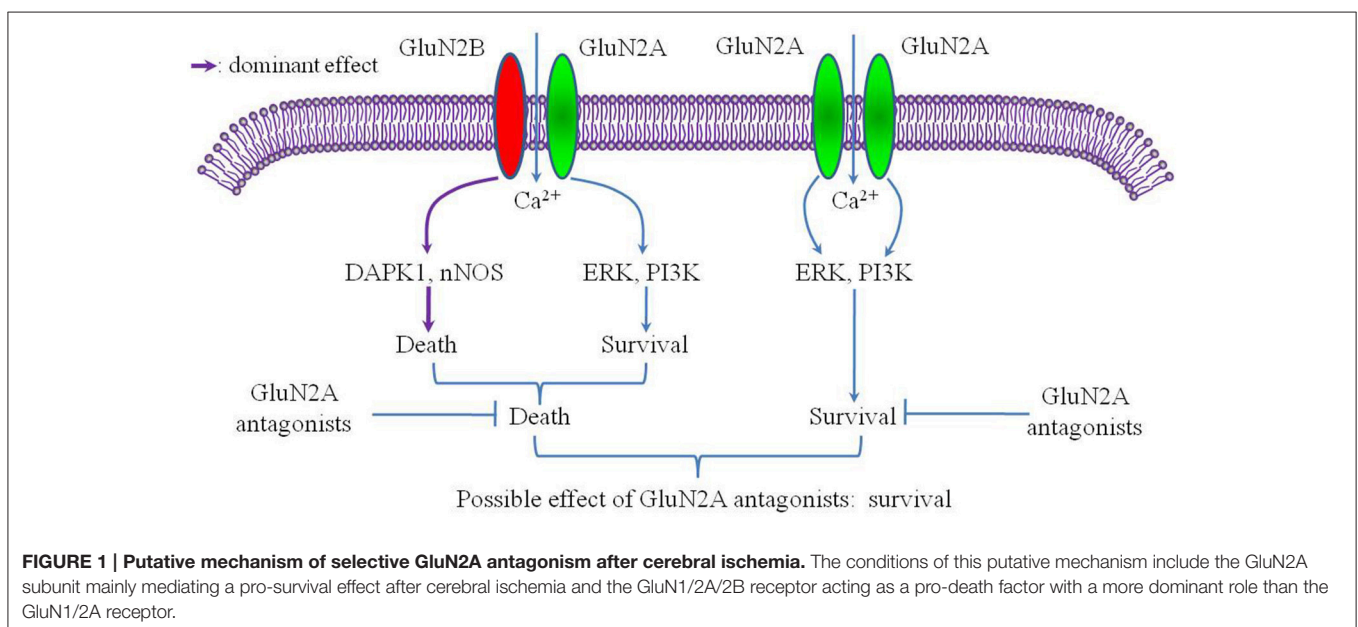 GluN2B
GluN2A
GluN2A
GluN2A
: dominant effect
Ca²⁺
Ca²⁺
DAPK1, nNOS
ERK, PI3K
ERK, PI3K
Death
Survival
GluN2A
antagonists
Death
Survival
GluN2A
antagonists
Possible effect of GluN2A antagonists: survival
FIGURE 1 | Putative mechanism of selective GluN2A antagonism after cerebral ischemia. The conditions of this putative mechanism include the GluN2A
subunit mainly mediating a pro-survival effect after cerebral ischemia and the GluN1/2A/2B receptor acting as a pro-death factor with a more dominant role than the
GluN1/2A receptor.